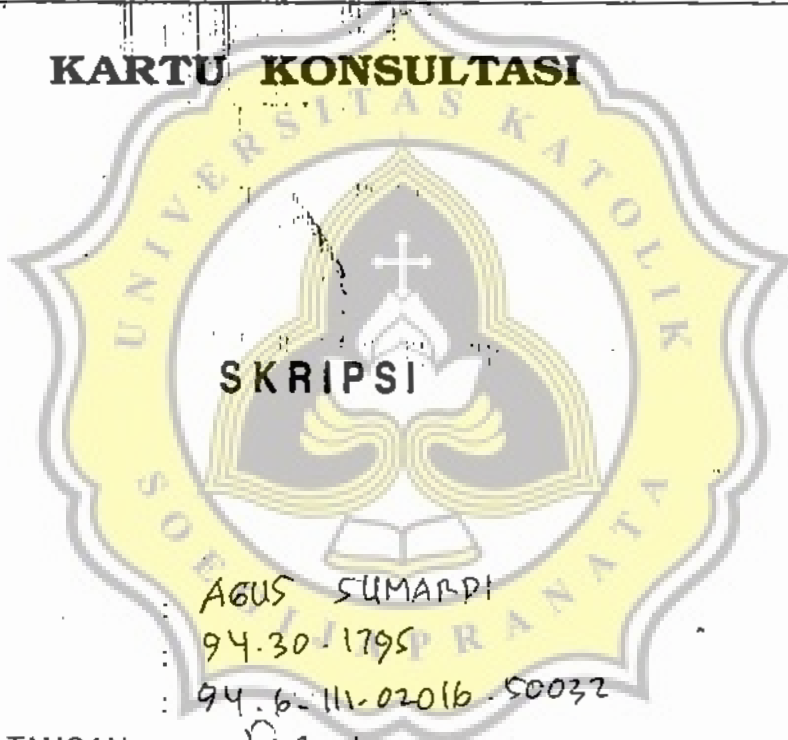 KARTU KONSULTASI
UNIVERSITAS KATOLIK
SKRIPSI
SOEGIJAPRANATA
: AGUS SUMARDI
: 94.30.1795
: 94.6.111.02016.50032